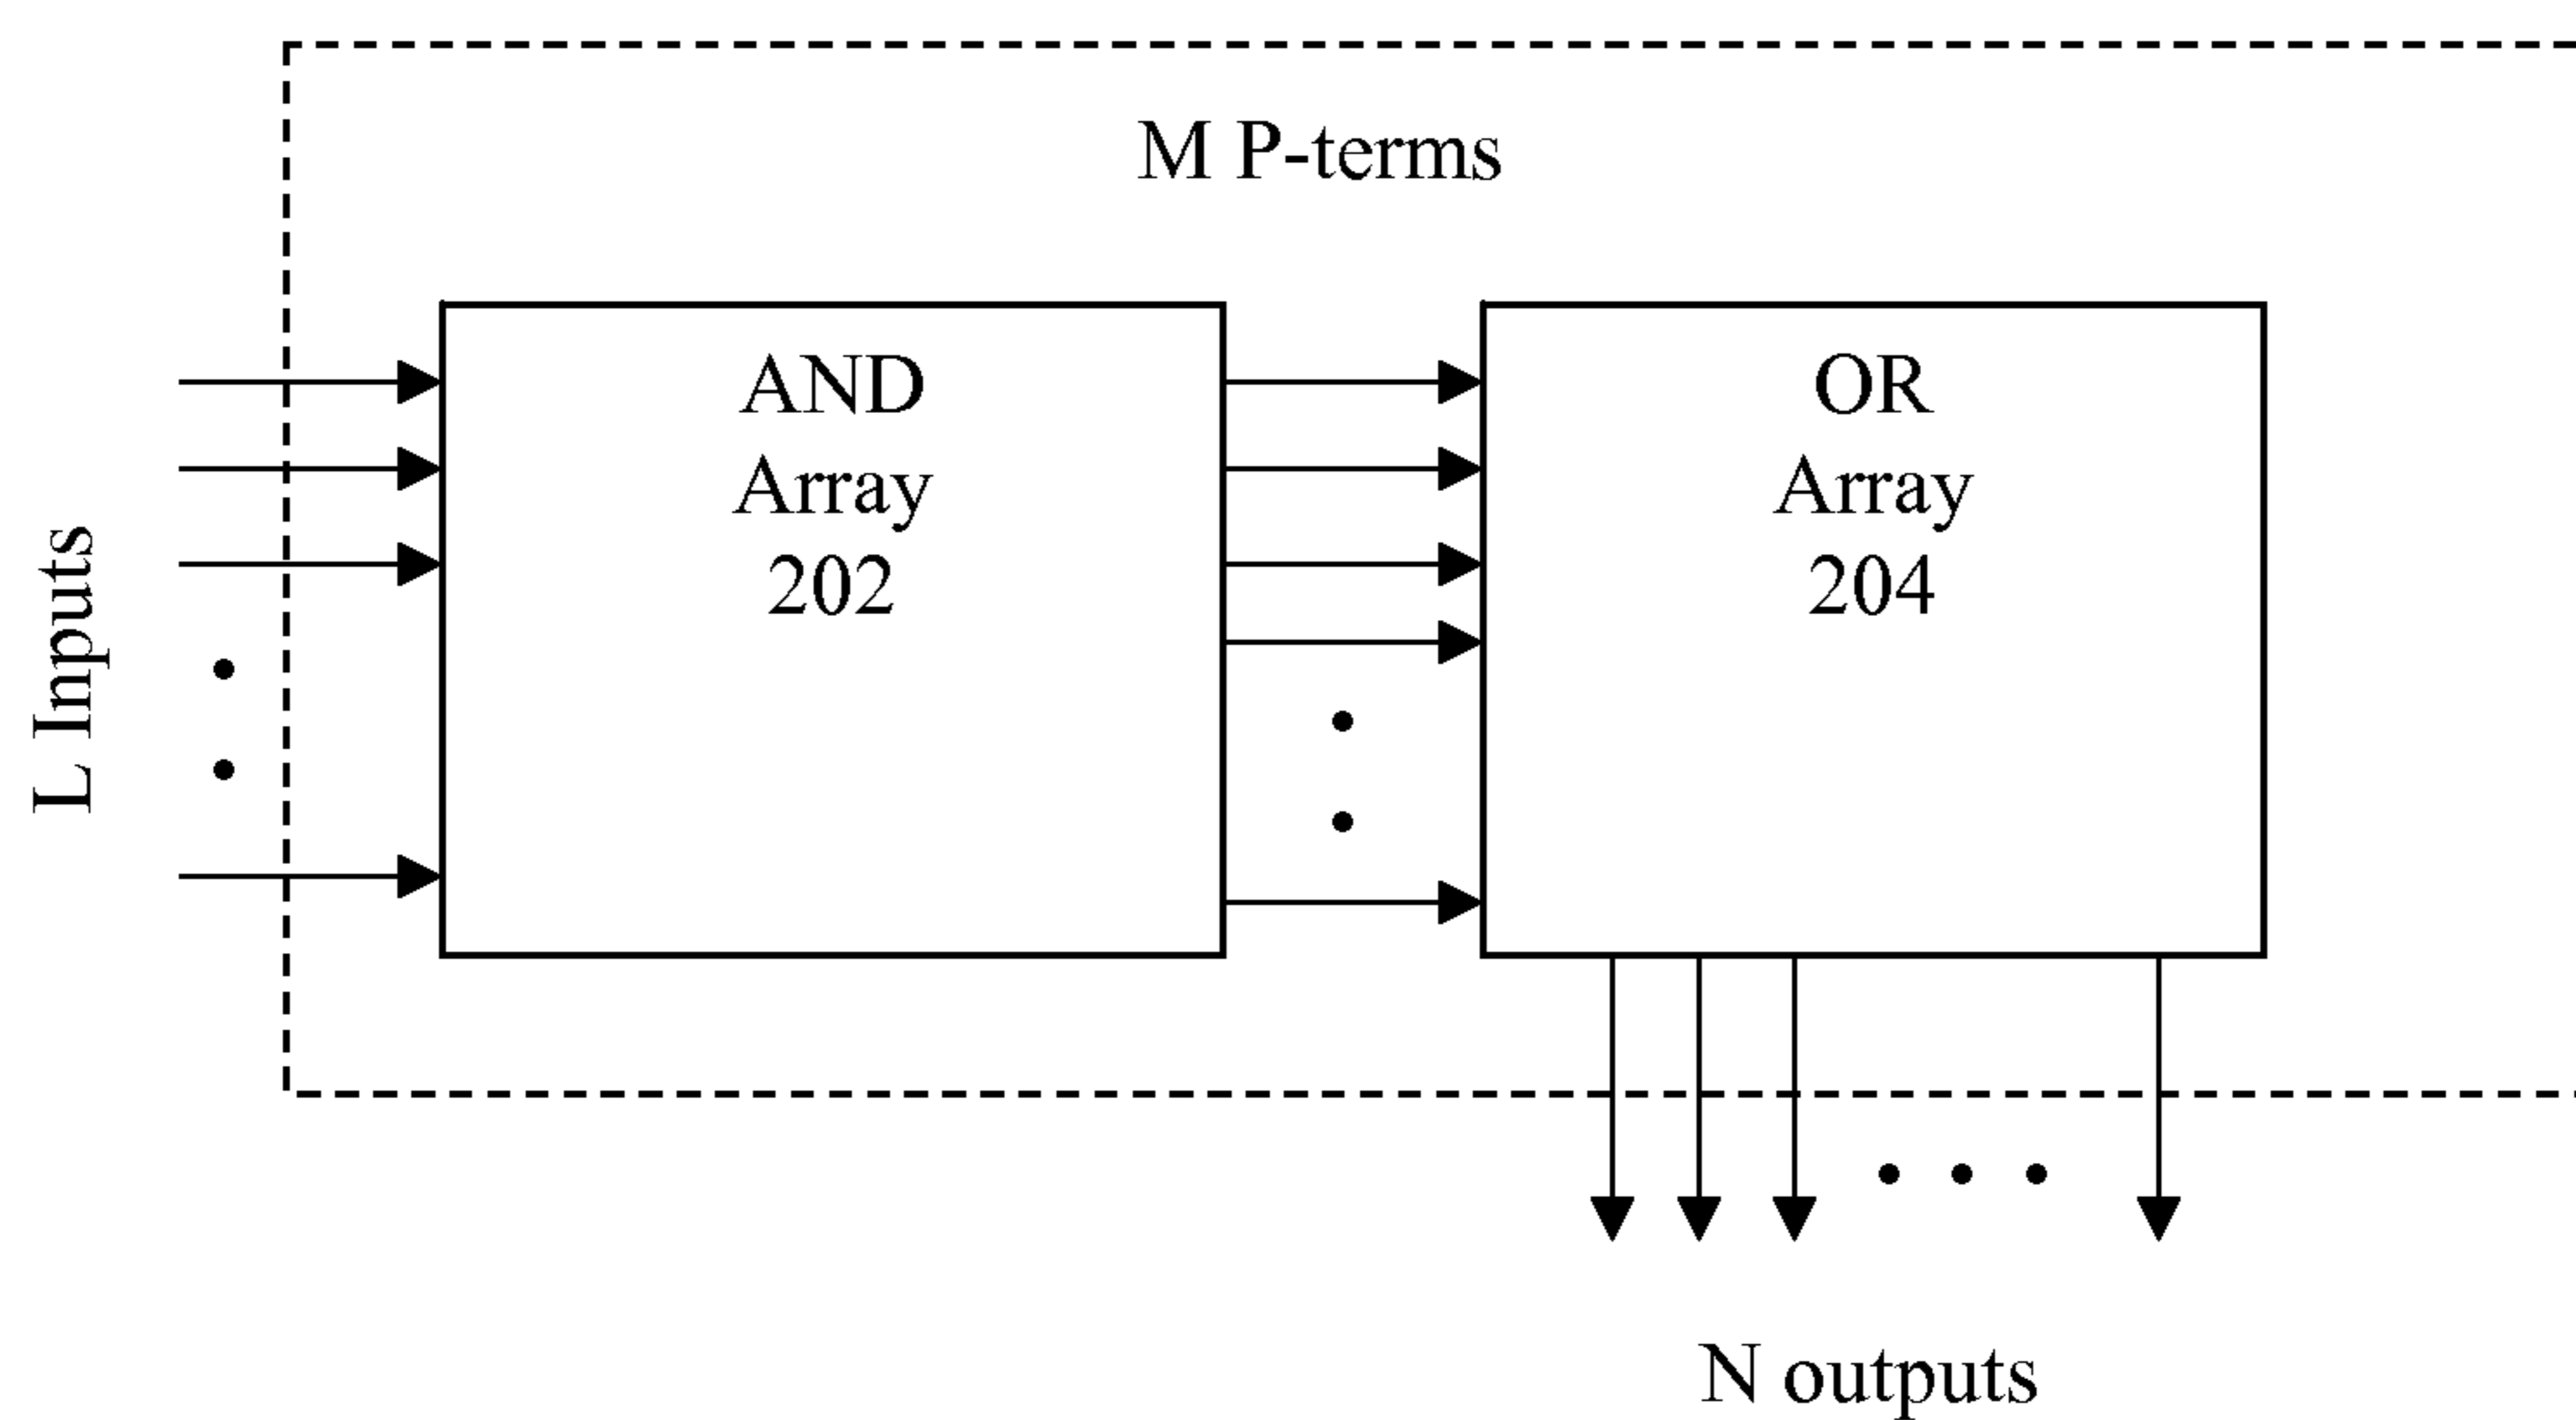 M P-terms
L Inputs
AND
Array
202
OR
Array
204
N outputs